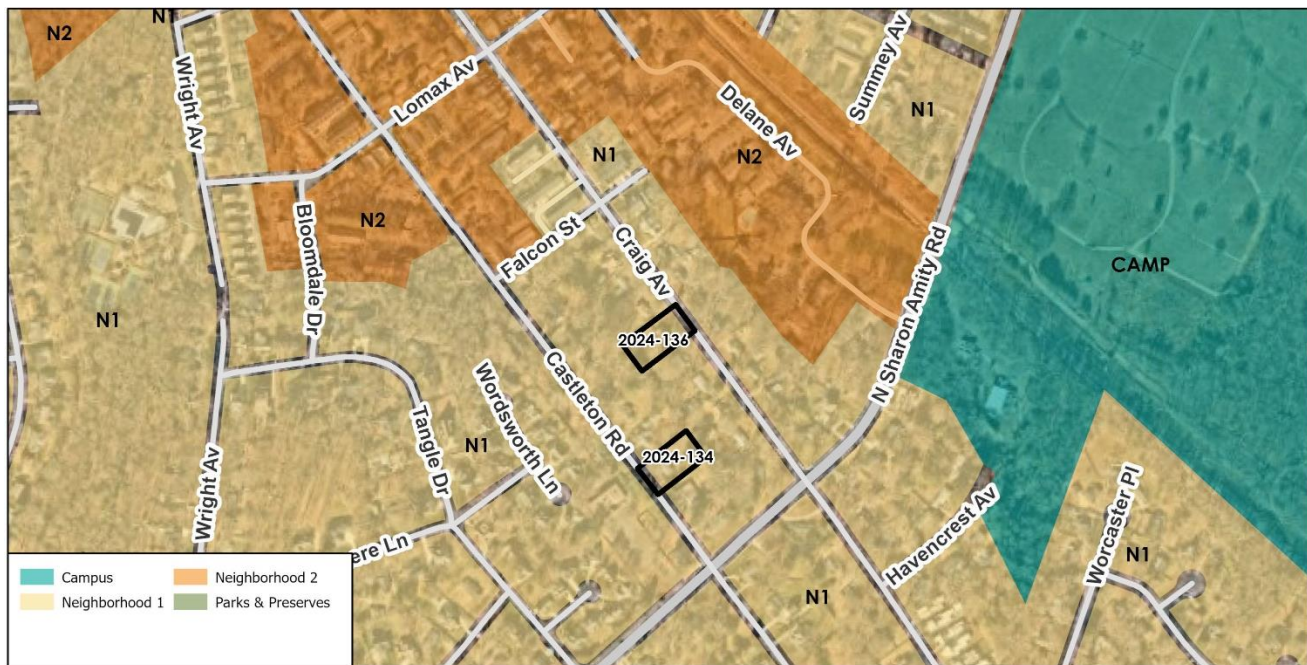 N1
N2
Wright Av
Lomax Av
Summey Av
Delane Av
N1
N1
N2
Bloomdale Dr
N2
Falcon St
Craig Av
N Sharon Amity Rd
CAMP
N1
2024-136
Castleton Rd
Wordsworth Ln
Tangle Dr
N1
2024-134
Wright Av
ere Ln
Havencrest Av
Worcaster Pl
N1
N1
Campus
Neighborhood 2
Neighborhood 1
Parks & Preserves